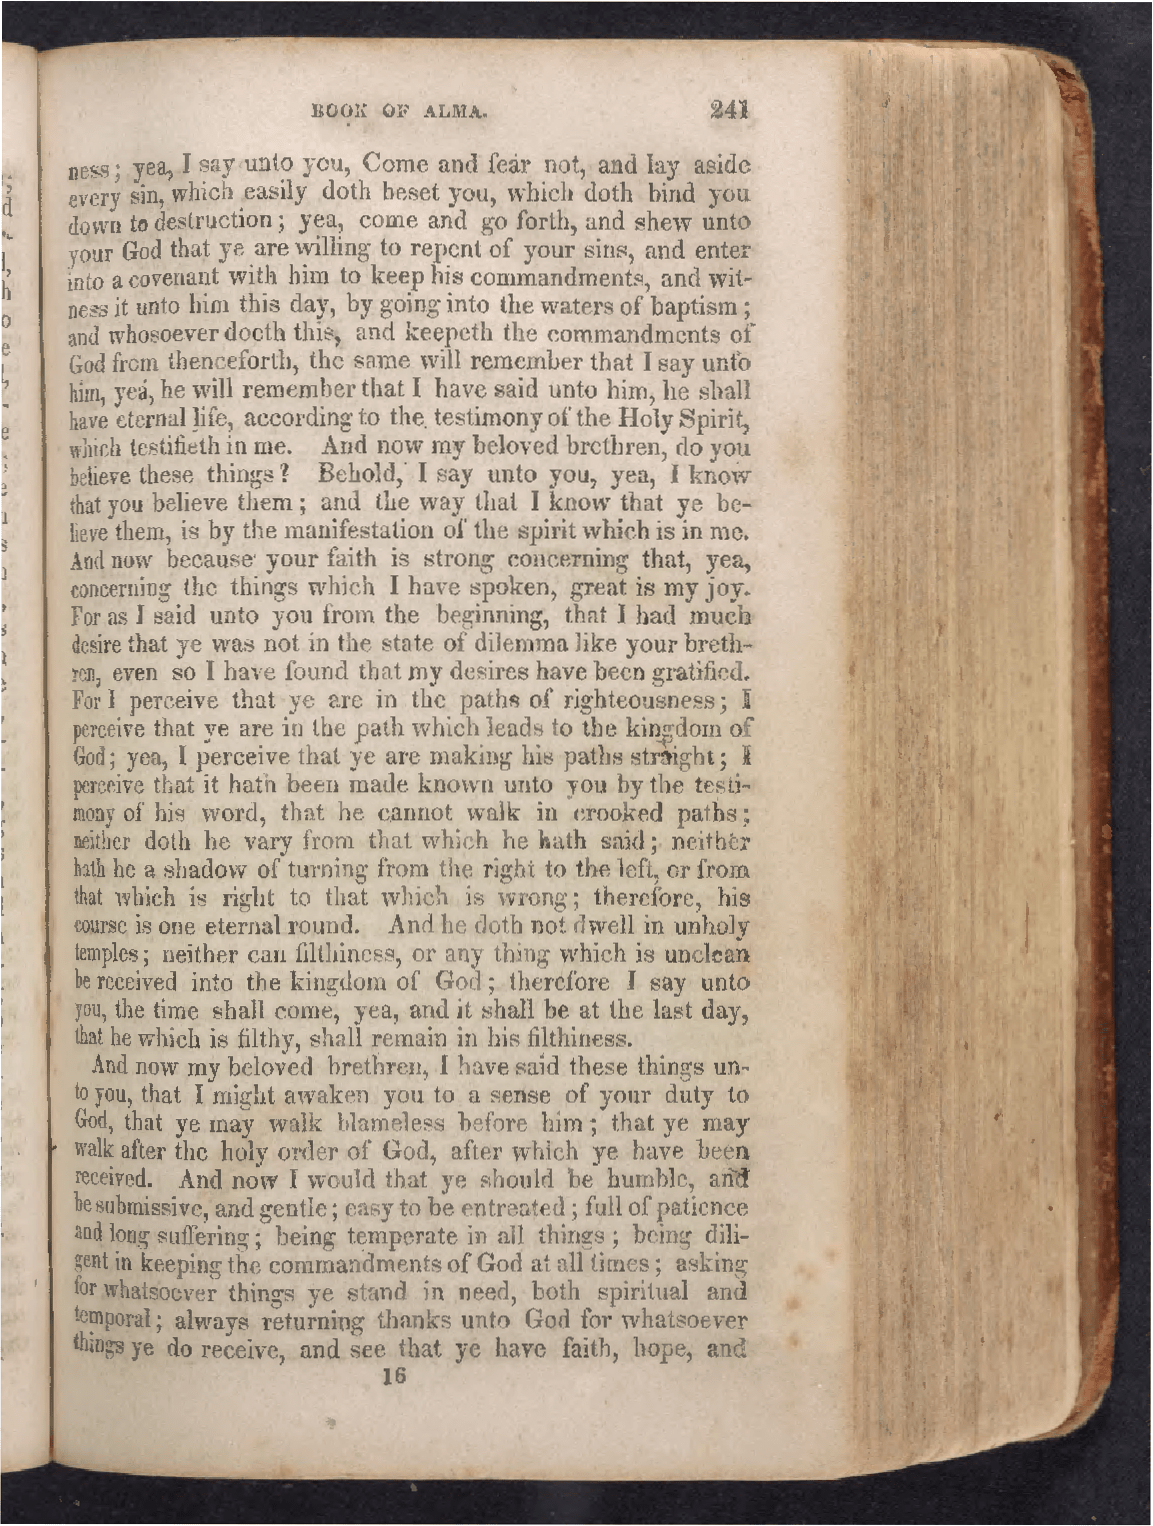 BOOK OF ALMA. 241
ness; yea, I say unto you, Come and fear not, and lay aside
every sin, which easily doth beset you, which doth bind you
down to destruction; yea, come and go forth, and shew unto
your God that ye are willing to repent of your sins, and enter
into a covenant with him to keep his commandments, and wit-
ness it unto him this day, by going into the waters of baptism;
and whosoever doeth this, and keepeth the commandments of
God from thenceforth, the same will remember that I say unto
him, yea, he will remember that I have said unto him, he shall
have eternal life, according to the testimony of the Holy Spirit,
which testifieth in me. And now my beloved brethren, do you
believe these things? Behold, I say unto you, yea, I know
that you believe them; and the way that I know that ye be-
lieve them, is by the manifestation of the spirit which is in me.
And now because your faith is strong concerning that, yea,
concerning the things which I have spoken, great is my joy.
For as I said unto you from the beginning, that I had much
desire that ye was not in the state of dilemma like your breth-
ren, even so I have found that my desires have been gratified.
For I perceive that ye are in the paths of righteousness; I
perceive that ye are in the path which leads to the kingdom of
God; yea, I perceive that ye are making his paths straight; I
perceive that it hath been made known unto you by the testi-
mony of his word, that he cannot walk in crooked paths;
neither doth he vary from that which he hath said; neither
hath he a shadow of turning from the right to the left, or from
that which is right to that which is wrong; therefore, his
course is one eternal round. And he doth not dwell in unholy
temples; neither can filthiness, or any thing which is unclean
be received into the kingdom of God; therefore I say unto
you, the time shall come, yea, and it shall be at the last day,
that he which is filthy, shall remain in his filthiness.
And now my beloved brethren, I have said these things un-
to you, that I might awaken you to a sense of your duty to
God, that ye may walk blameless before him; that ye may
walk after the holy order of God, after which ye have been
received. And now I would that ye should be humble, and
be submissive, and gentle; easy to be entreated; full of patience
and long suffering; being temperate in all things; being dili-
gent in keeping the commandments of God at all times; asking
for whatsoever things ye stand in need, both spiritual and
temporal; always returning thanks unto God for whatsoever
things ye do receive, and see that ye have faith, hope, and
16